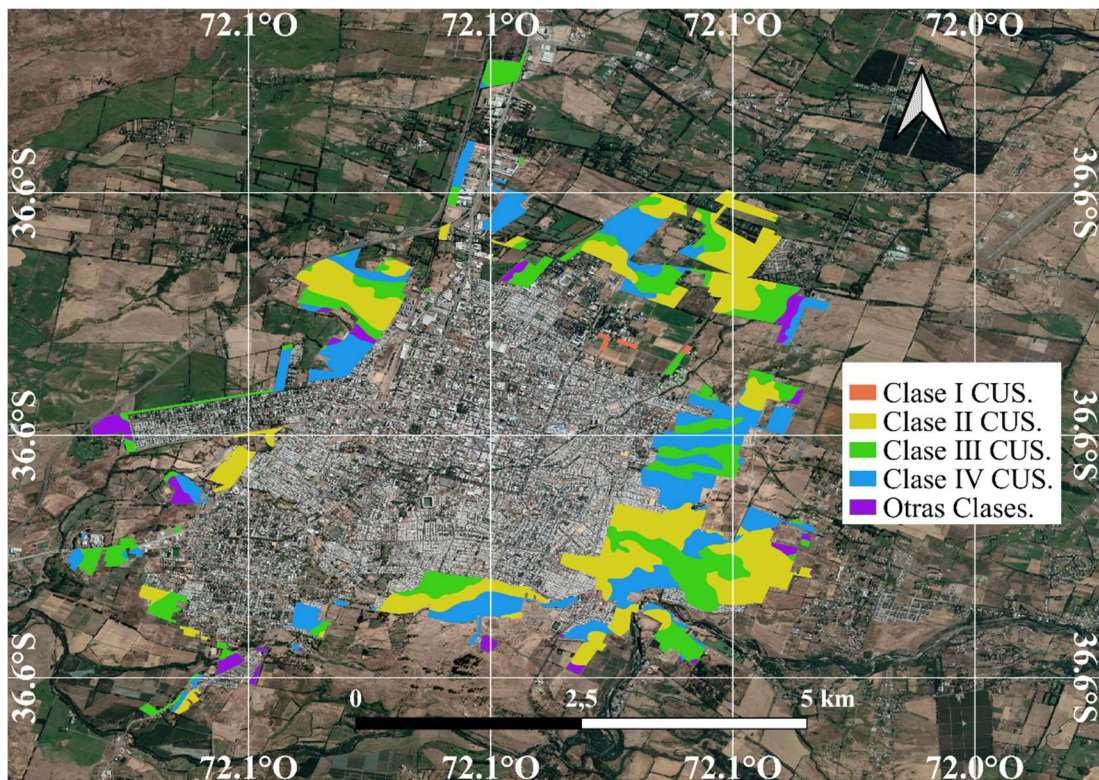 72.1°O 72.1°O 72.1°O 72.0°O
36.6°S 36.6°S
Clase I CUS.
Clase II CUS.
Clase III CUS.
Clase IV CUS.
Otras Clases.
36.6°S 36.6°S
36.6°S 36.6°S
0 2,5 5 km
72.1°O 72.1°O 72.1°O 72.0°O